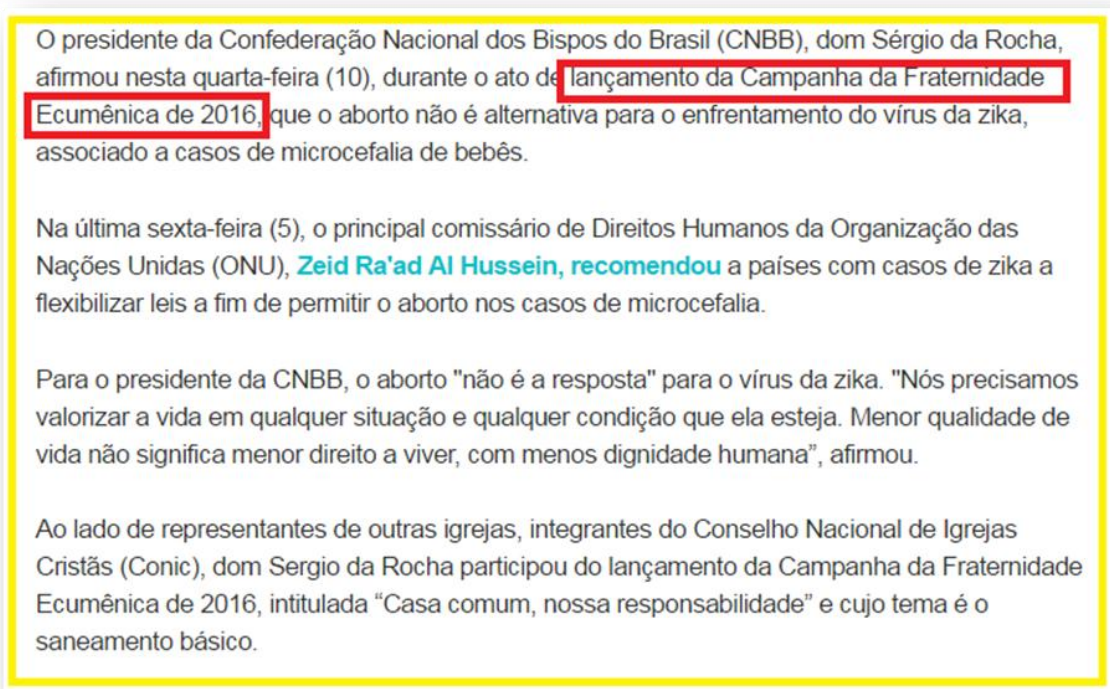 O presidente da Confederação Nacional dos Bispos do Brasil (CNBB), dom Sérgio da Rocha,
afirmou nesta quarta-feira (10), durante o ato de lançamento da Campanha da Fraternidade
Ecumênica de 2016, que o aborto não é alternativa para o enfrentamento do vírus da zika,
associado a casos de microcefalia de bebês.
Na última sexta-feira (5), o principal comissário de Direitos Humanos da Organização das
Nações Unidas (ONU), Zeid Ra'ad Al Hussein, recomendou a países com casos de zika a
flexibilizar leis a fim de permitir o aborto nos casos de microcefalia.
Para o presidente da CNBB, o aborto "não é a resposta" para o vírus da zika. "Nós precisamos
valorizar a vida em qualquer situação e qualquer condição que ela esteja. Menor qualidade de
vida não significa menor direito a viver, com menos dignidade humana”, afirmou.
Ao lado de representantes de outras igrejas, integrantes do Conselho Nacional de Igrejas
Cristãs (Conic), dom Sergio da Rocha participou do lançamento da Campanha da Fraternidade
Ecumênica de 2016, intitulada “Casa comum, nossa responsabilidade” e cujo tema é o
saneamento básico.